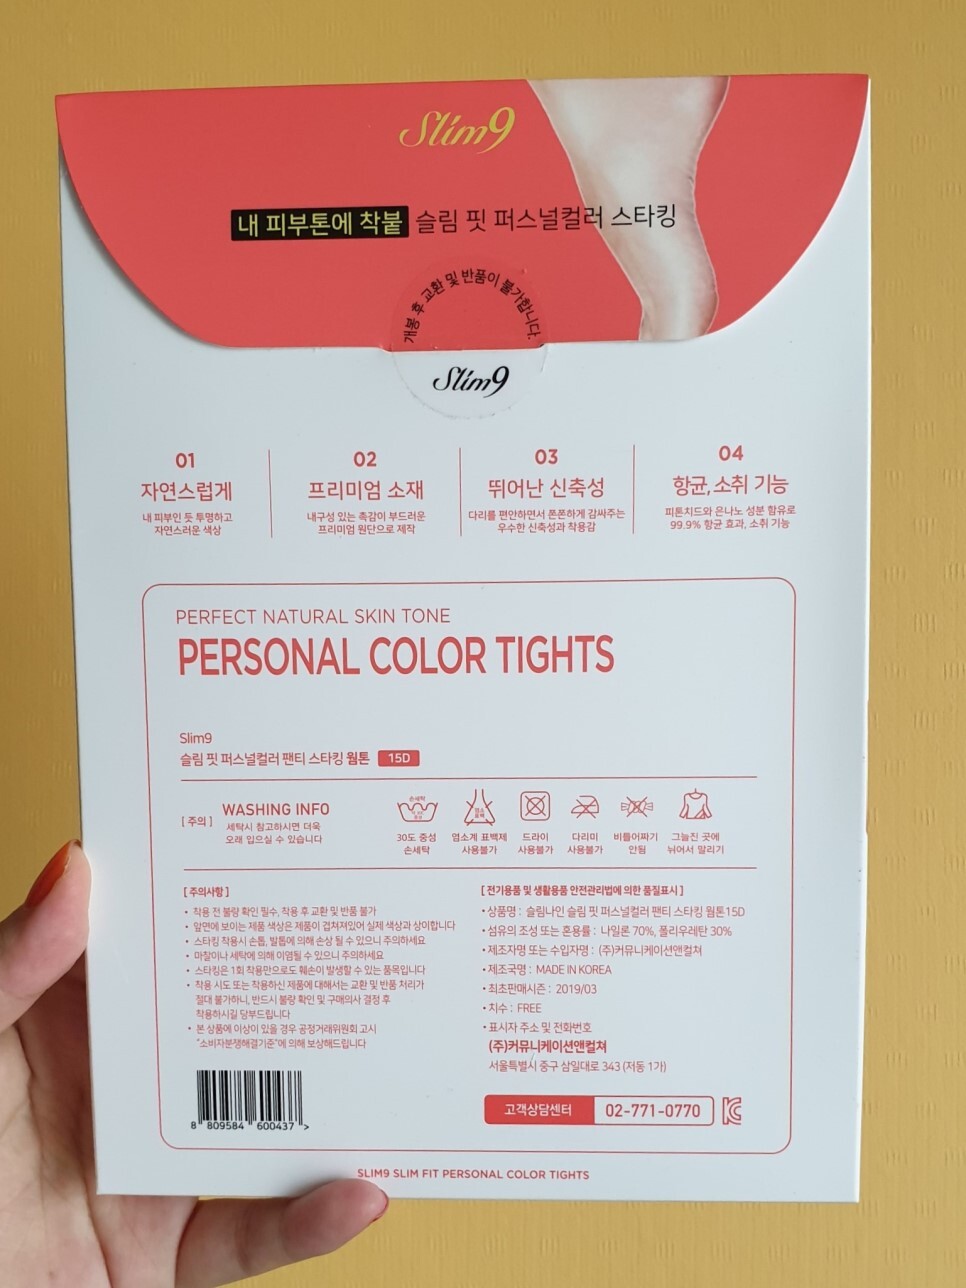 Slim9
내 피부톤에 착붙 슬림 핏 퍼스널컬러 스타킹
개봉 후 교환 및 반품이 불가합니다.
Slim9
01
자연스럽게
내 피부인 듯 투명하고
자연스러운 색상
02
프리미엄 소재
내구성 있는 촉감이 부드러운
프리미엄 원단으로 제작
03
뛰어난 신축성
다리를 편안하면서 쫀쫀하게 감싸주는
우수한 신축성과 착용감
04
항균, 소취 기능
피톤치드와 은나노 성분 함유로
99.9% 항균 효과, 소취 기능
PERFECT NATURAL SKIN TONE
PERSONAL COLOR TIGHTS
Slim9
슬림 핏 퍼스널컬러 팬티 스타킹 웜톤 15D
[ 주의 ]
WASHING INFO
세탁시 참고하시면 더욱
오래 입으실 수 있습니다
손세탁
30도 중성
손세탁
염소
표백
염소계 표백제
사용불가
드라이
사용불가
다리미
사용불가
비틀어짜기
안됨
그늘진 곳에
뉘어서 말리기
[ 주의사항 ]
• 착용 전 불량 확인 필수, 착용 후 교환 및 반품 불가
• 앞면에 보이는 제품 색상은 제품이 겹쳐져있어 실제 색상과 상이합니다
• 스타킹 착용시 손톱, 발톱에 의해 손상 될 수 있으니 주의하세요
• 마찰이나 세탁에 의해 이염될 수 있으니 주의하세요
• 스타킹은 1회 착용만으로도 훼손이 발생할 수 있는 품목입니다
• 착용 시도 또는 착용하신 제품에 대해서는 교환 및 반품 처리가
절대 불가하니, 반드시 불량 확인 및 구매의사 결정 후
착용하시길 당부드립니다
• 본 상품에 이상이 있을 경우 공정거래위원회 고시
"소비자분쟁해결기준"에 의해 보상해드립니다
8 809584 600437 >
[ 전기용품 및 생활용품 안전관리법에 의한 품질표시 ]
• 상품명 : 슬림나인 슬림 핏 퍼스널컬러 팬티 스타킹 웜톤15D
• 섬유의 조성 또는 혼용률 : 나일론 70%, 폴리우레탄 30%
• 제조자명 또는 수입자명 : (주)커뮤니케이션앤컬쳐
• 제조국명 : MADE IN KOREA
• 최초판매시즌 : 2019/03
• 치수 : FREE
• 표시자 주소 및 전화번호
(주)커뮤니케이션앤컬쳐
서울특별시 중구 삼일대로 343 (저동 1가)
고객상담센터 02-771-0770
SLIM9 SLIM FIT PERSONAL COLOR TIGHTS